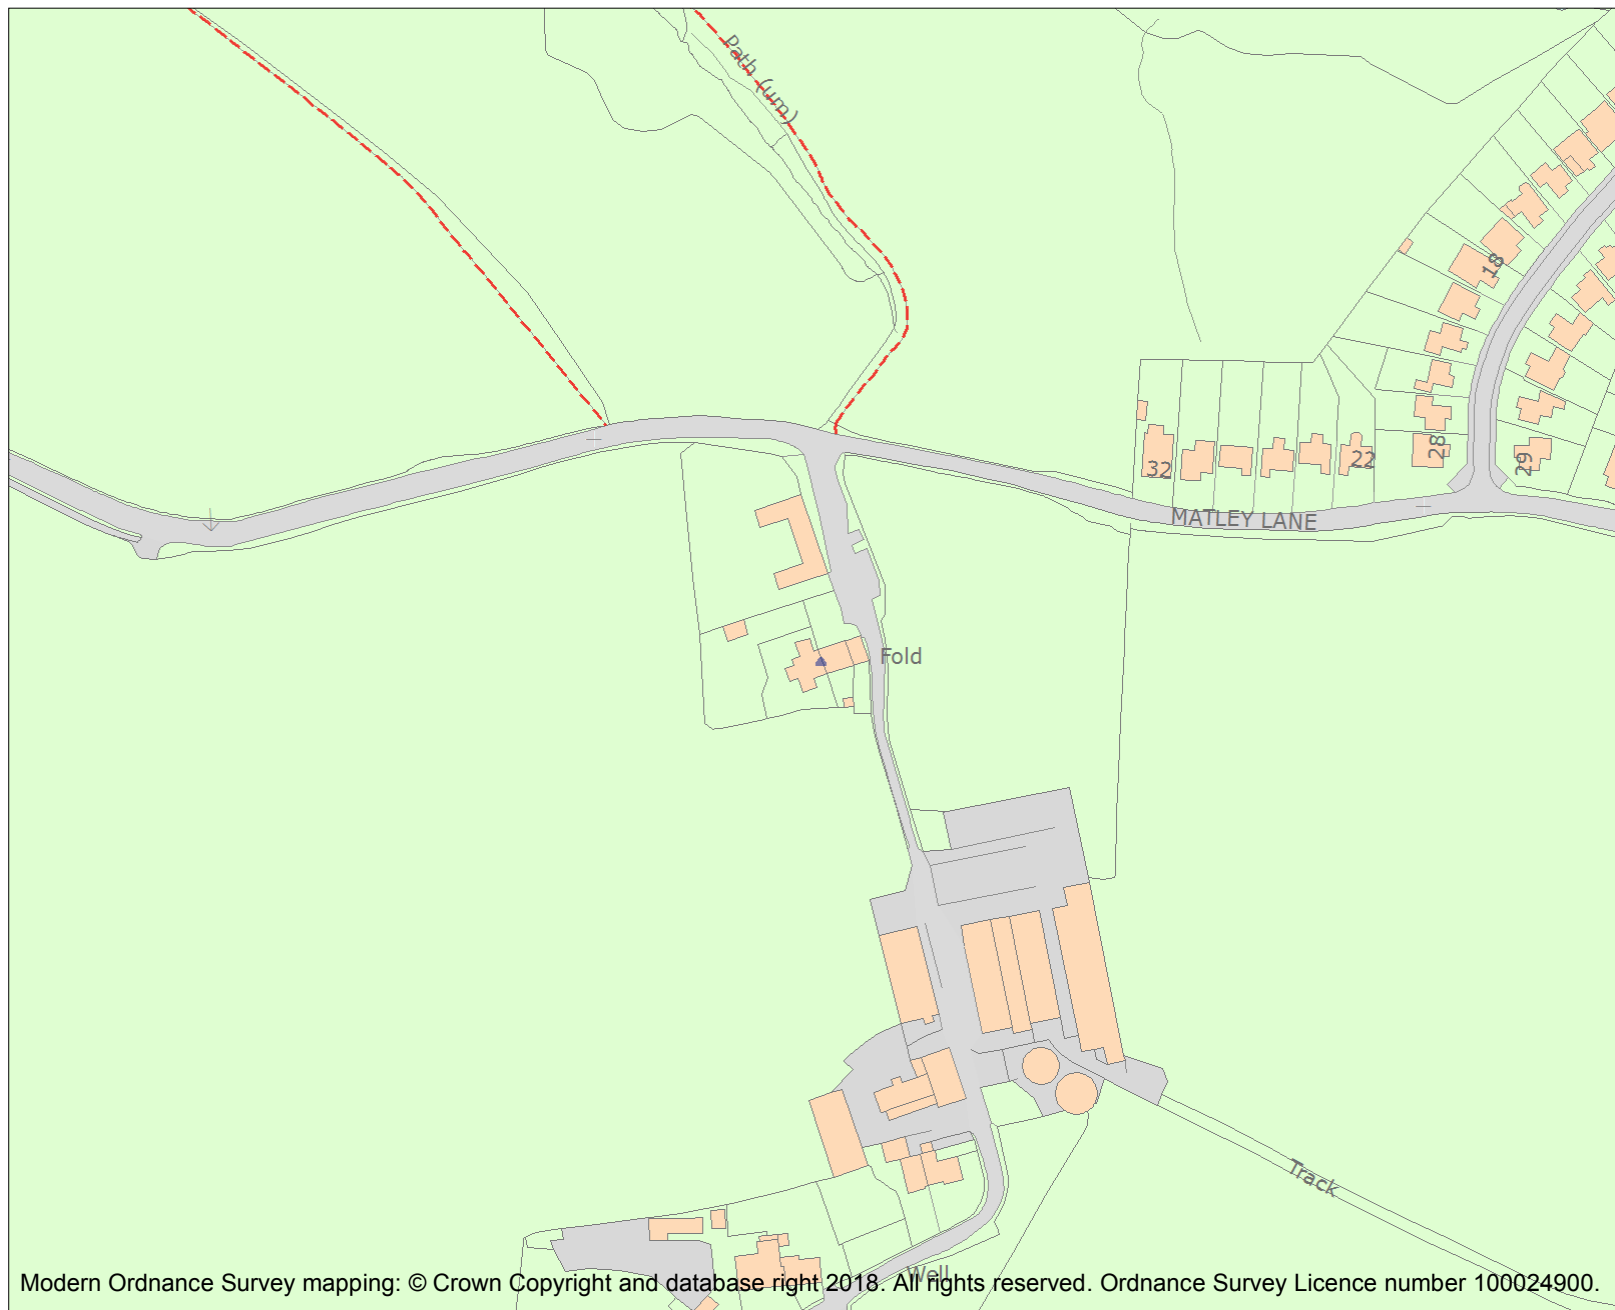 Path (um)
18
28
29
32
22
MATLEY LANE
Fold
Track
Well
Modern Ordnance Survey mapping: © Crown Copyright and database right 2018. All rights reserved. Ordnance Survey Licence number 100024900.